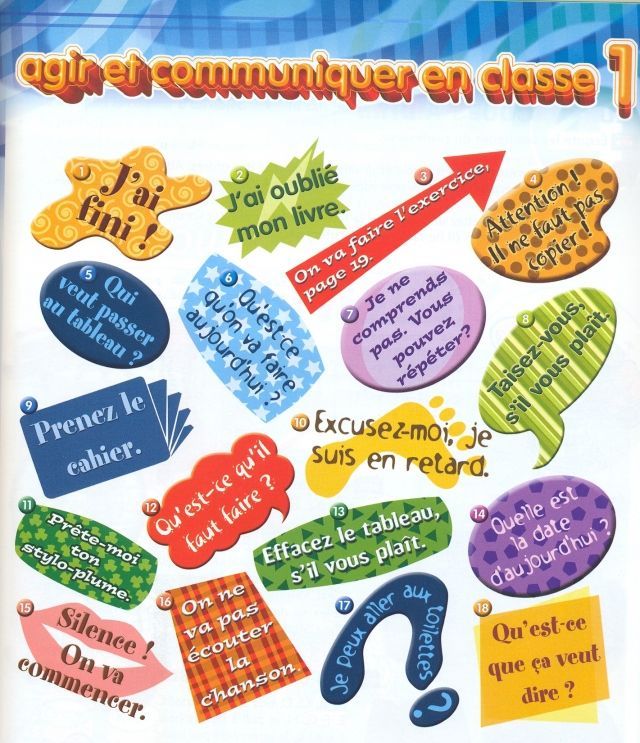 agir et communiquer en classe 1
1
J'ai
fini !
2
J'ai oublié
mon livre.
3
On va faire l'exercice,
page 19.
4
Attention !
Il ne faut pas
copier !
5
Qui
veut passer
au tableau ?
6
Qu'est-ce
qu'on va faire
aujourd'hui ?
7
Je ne
comprends
pas. Vous
pouvez
répéter?
8
Taisez-vous,
s'il vous plaît.
9
Prenez le
cahier.
10
Excusez-moi, je
suis en retard.
11
Prête-moi
ton
stylo-plume.
12
Qu'est-ce qu'il
faut faire ?
13
Effacez le tableau,
s'il vous plaît.
14
Quelle est
la date
d'aujourd'hui ?
15
Silence !
On va
commencer.
16
On ne
va pas
écouter
la
chanson.
17
Je peux aller aux toilettes
?
18
Qu'est-ce
que ça veut
dire ?